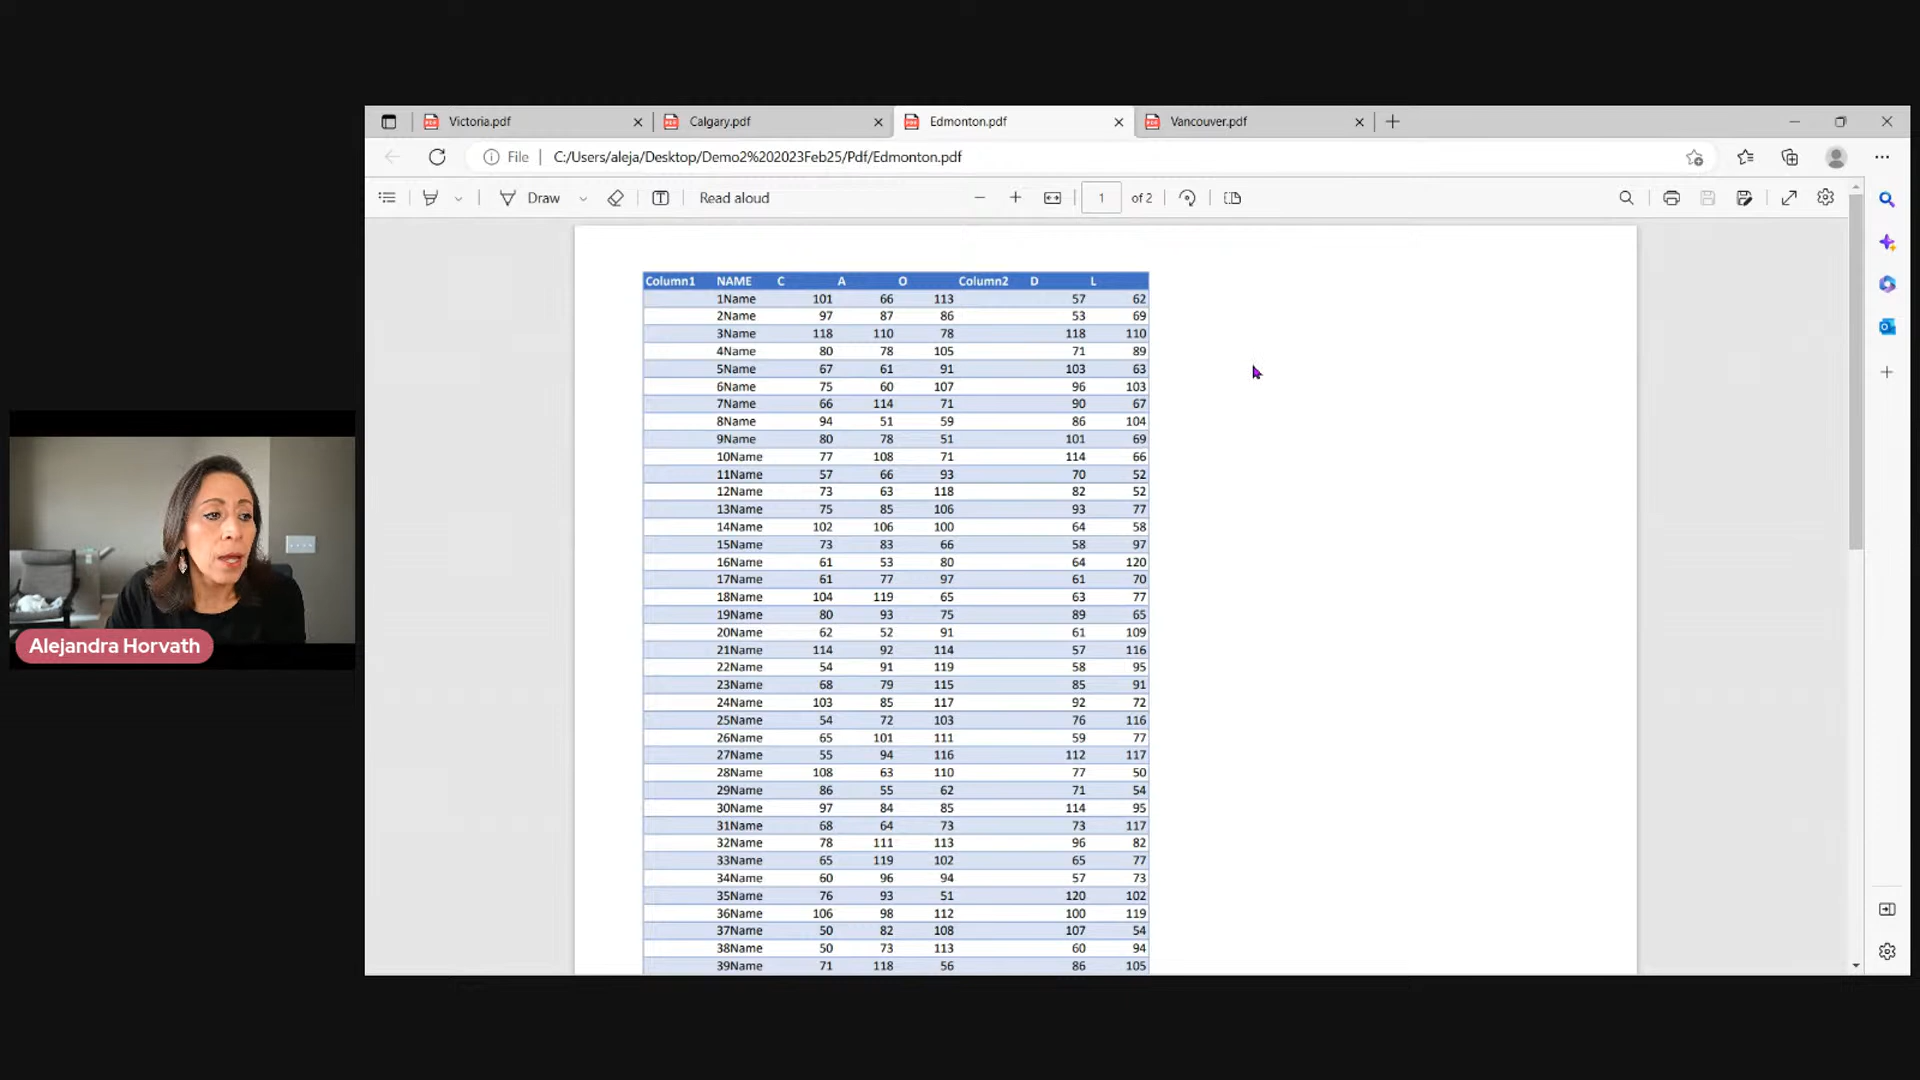 Victoria.pdf Calgary.pdf Edmonton.pdf Vancouver.pdf
File C:/Users/aleja/Desktop/Demo2%202023Feb25/Pdf/Edmonton.pdf
Draw Read aloud 1 of 2
Column1 NAME C A O Column2 D L
1Name 101 66 113 57 62
2Name 97 87 86 53 69
3Name 118 110 78 118 110
4Name 80 78 105 71 89
5Name 67 61 91 103 63
6Name 75 60 107 96 103
7Name 66 114 71 90 67
8Name 94 51 59 86 104
9Name 80 78 51 101 69
10Name 77 108 71 114 66
11Name 57 66 93 70 52
12Name 73 63 118 82 52
13Name 75 85 106 93 77
14Name 102 106 100 64 58
15Name 73 83 66 58 97
16Name 61 53 80 64 120
17Name 61 77 97 61 70
18Name 104 119 65 63 77
19Name 80 93 75 89 65
20Name 62 52 91 61 109
21Name 114 92 114 57 116
22Name 54 91 119 58 95
23Name 68 79 115 85 91
24Name 103 85 117 92 72
25Name 54 72 103 76 116
26Name 65 101 111 59 77
27Name 55 94 116 112 117
28Name 108 63 110 77 50
29Name 86 55 62 71 54
30Name 97 84 85 114 95
31Name 68 64 73 73 117
32Name 78 111 113 96 82
33Name 65 119 102 65 77
34Name 60 96 94 57 73
35Name 76 93 51 120 102
36Name 106 98 112 100 119
37Name 50 82 108 107 54
38Name 50 73 113 60 94
39Name 71 118 56 86 105
Alejandra Horvath